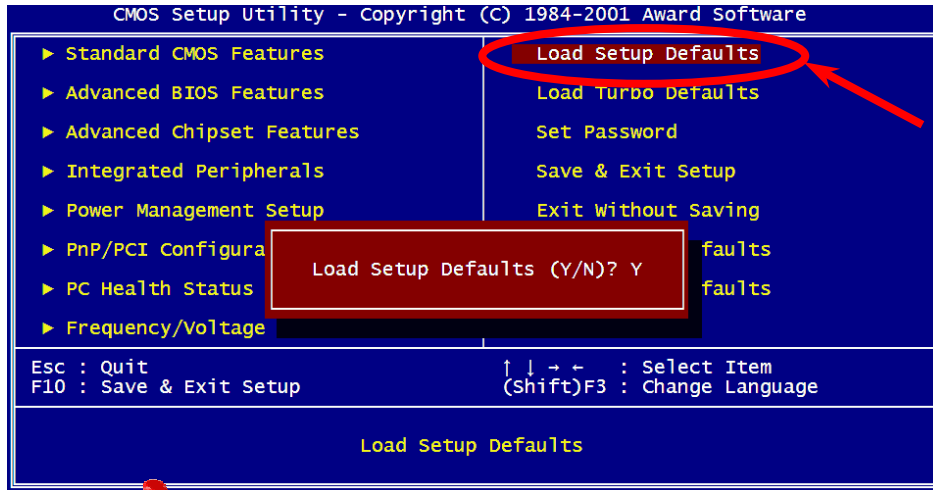 CMOS Setup Utility - Copyright (C) 1984-2001 Award Software
► Standard CMOS Features
► Advanced BIOS Features
► Advanced Chipset Features
► Integrated Peripherals
► Power Management Setup
► PnP/PCI Configura
► PC Health Status
► Frequency/Voltage
Load Setup Defaults
Load Turbo Defaults
Set Password
Save & Exit Setup
Exit Without Saving
faults
faults
Load Setup Defaults (Y/N)? Y
Esc : Quit
F10 : Save & Exit Setup
↑ ↓ → ← : Select Item
(Shift)F3 : Change Language
Load Setup Defaults